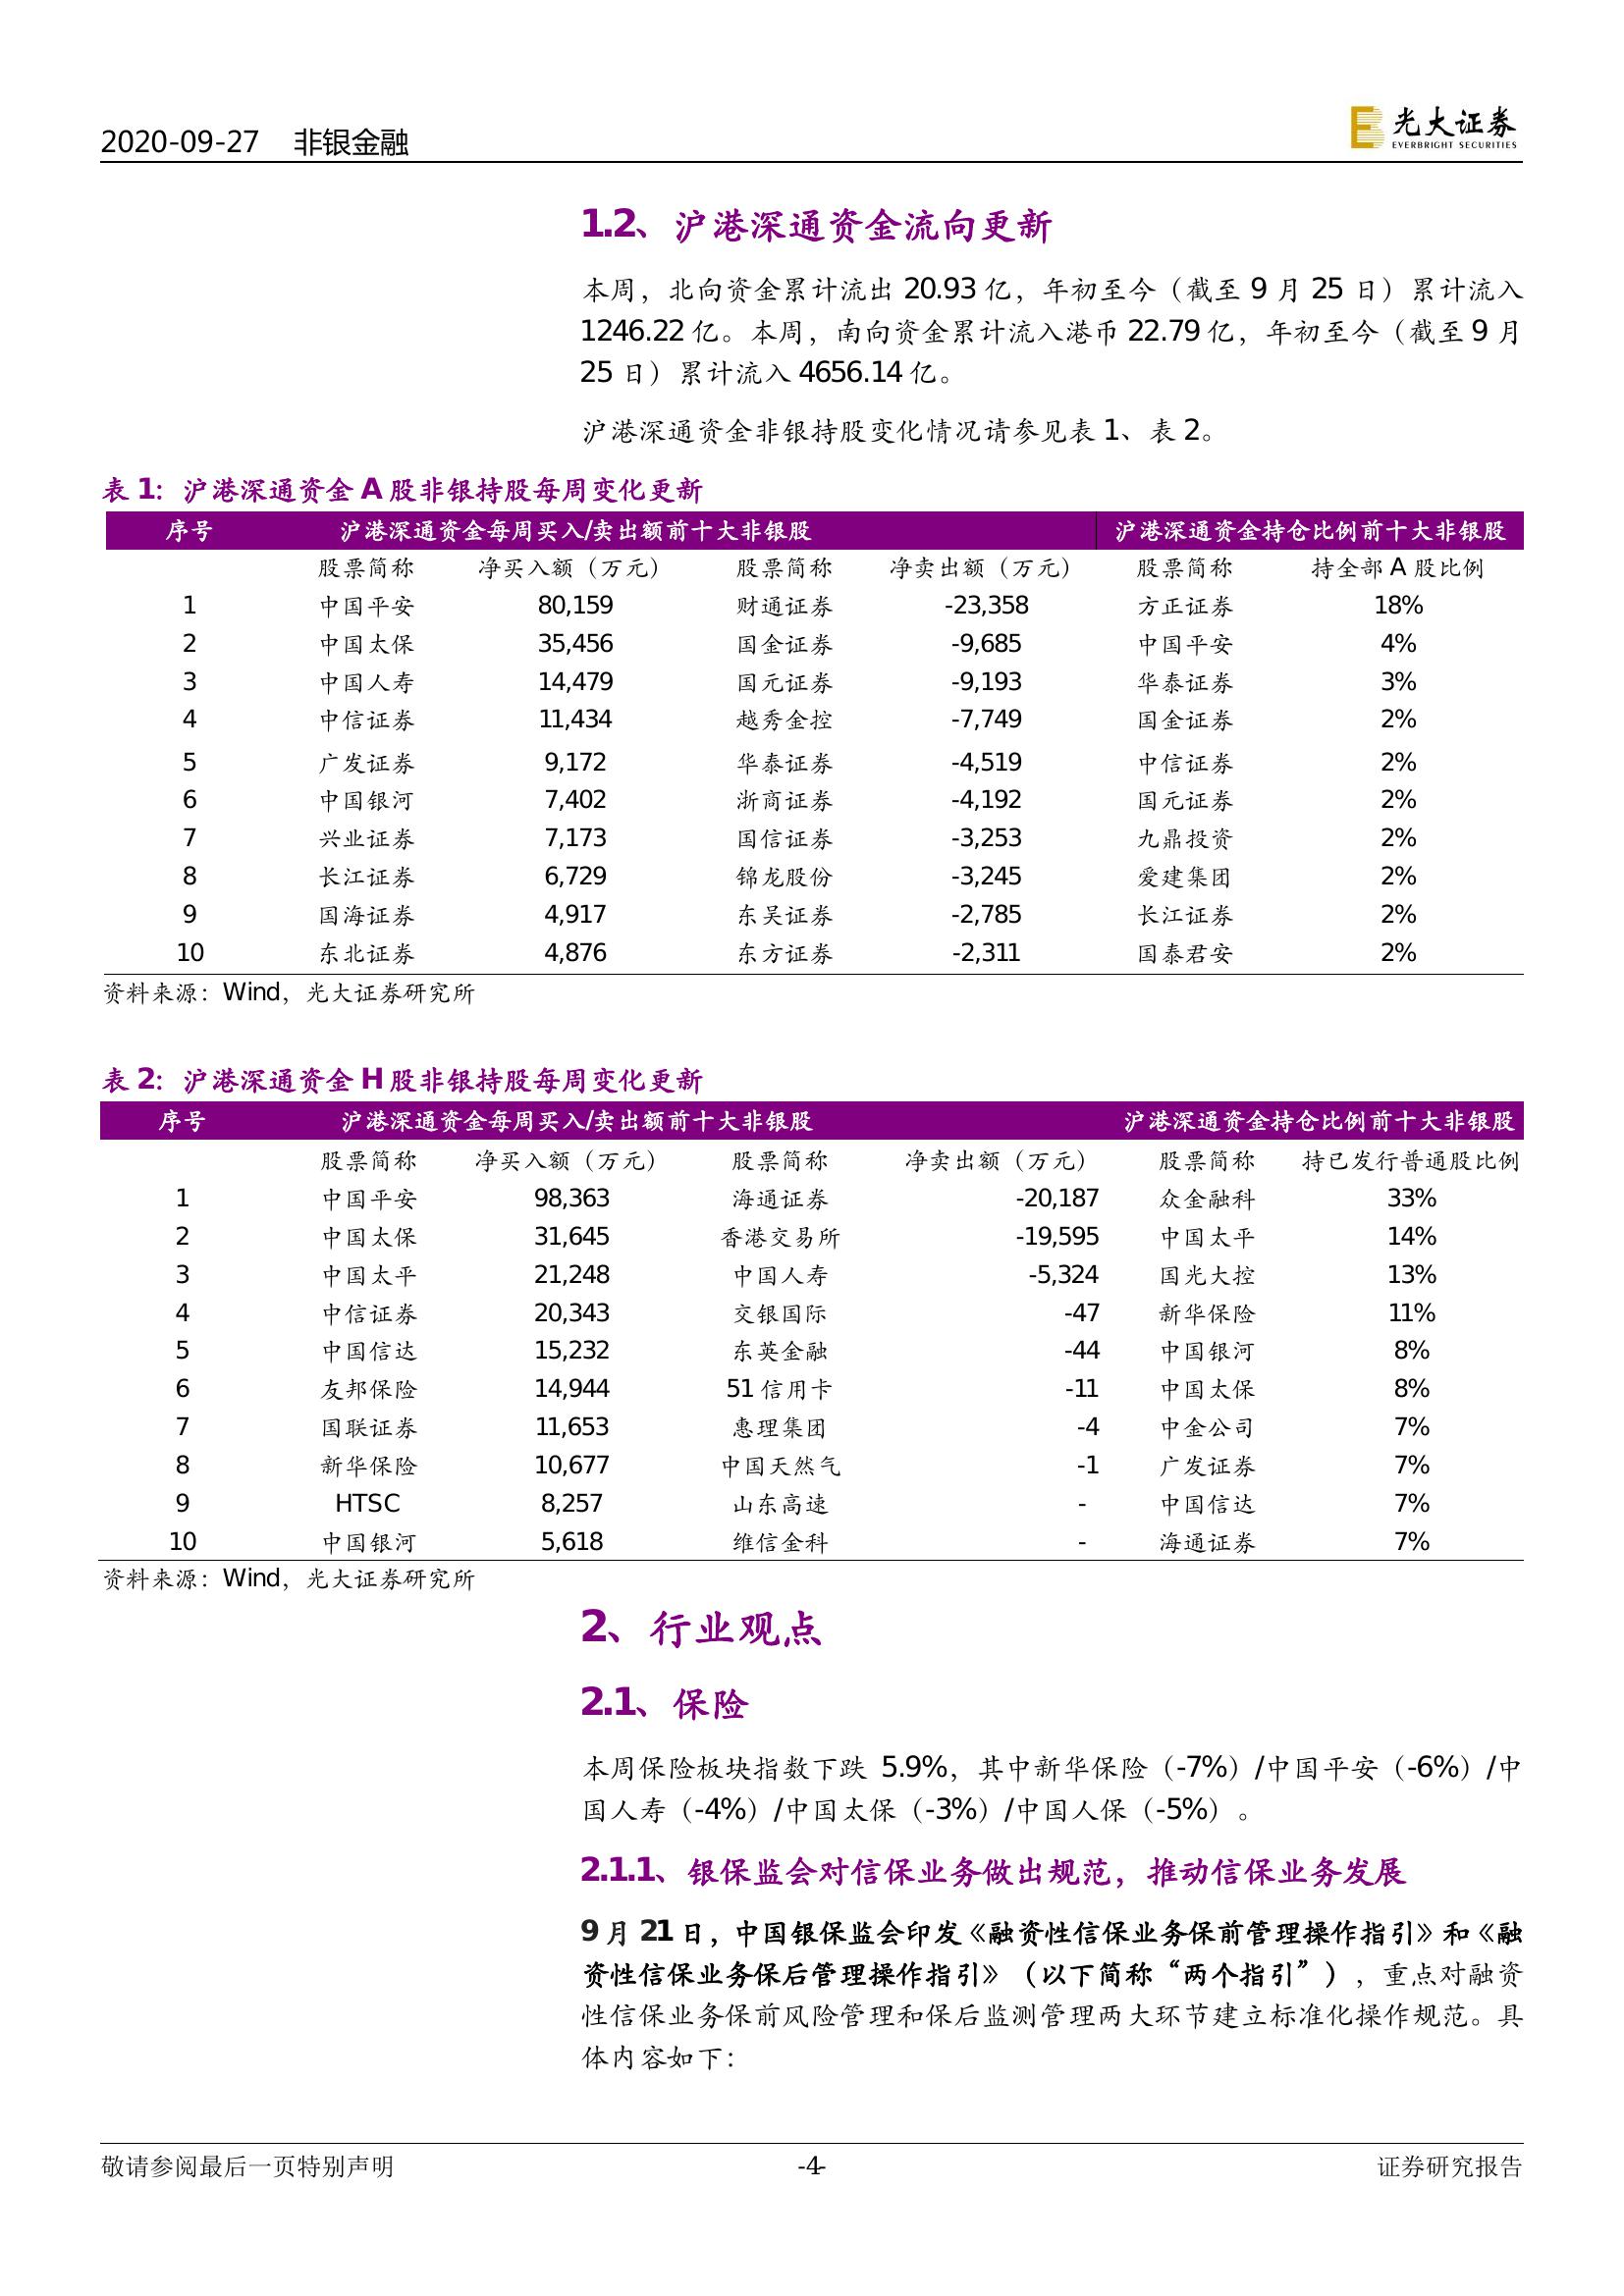 2020-09-27 非银金融
光大证券
EVERBRIGHT SECURITIES
1.2、沪港深通资金流向更新
本周，北向资金累计流出 20.93 亿，年初至今（截至 9 月 25 日）累计流入
1246.22 亿。本周，南向资金累计流入港币 22.79 亿，年初至今（截至 9 月
25 日）累计流入 4656.14 亿。
沪港深通资金非银持股变化情况请参见表 1、表 2。
表 1：沪港深通资金 A 股非银持股每周变化更新
序号 沪港深通资金每周买入/卖出额前十大非银股 沪港深通资金持仓比例前十大非银股
股票简称 净买入额（万元） 股票简称 净卖出额（万元） 股票简称 持全部 A 股比例
1 中国平安 80,159 财通证券 -23,358 方正证券 18%
2 中国太保 35,456 国金证券 -9,685 中国平安 4%
3 中国人寿 14,479 国元证券 -9,193 华泰证券 3%
4 中信证券 11,434 越秀金控 -7,749 国金证券 2%
5 广发证券 9,172 华泰证券 -4,519 中信证券 2%
6 中国银河 7,402 浙商证券 -4,192 国元证券 2%
7 兴业证券 7,173 国信证券 -3,253 九鼎投资 2%
8 长江证券 6,729 锦龙股份 -3,245 爱建集团 2%
9 国海证券 4,917 东吴证券 -2,785 长江证券 2%
10 东北证券 4,876 东方证券 -2,311 国泰君安 2%
资料来源：Wind，光大证券研究所
表 2：沪港深通资金 H 股非银持股每周变化更新
序号 沪港深通资金每周买入/卖出额前十大非银股 沪港深通资金持仓比例前十大非银股
股票简称 净买入额（万元） 股票简称 净卖出额（万元） 股票简称 持已发行普通股比例
1 中国平安 98,363 海通证券 -20,187 众金融科 33%
2 中国太保 31,645 香港交易所 -19,595 中国太平 14%
3 中国太平 21,248 中国人寿 -5,324 国光大控 13%
4 中信证券 20,343 交银国际 -47 新华保险 11%
5 中国信达 15,232 东英金融 -44 中国银河 8%
6 友邦保险 14,944 51 信用卡 -11 中国太保 8%
7 国联证券 11,653 惠理集团 -4 中金公司 7%
8 新华保险 10,677 中国天然气 -1 广发证券 7%
9 HTSC 8,257 山东高速 - 中国信达 7%
10 中国银河 5,618 维信金科 - 海通证券 7%
资料来源：Wind，光大证券研究所
2、行业观点
2.1、保险
本周保险板块指数下跌 5.9%，其中新华保险（-7%）/中国平安（-6%）/中
国人寿（-4%）/中国太保（-3%）/中国人保（-5%）。
2.1.1、银保监会对信保业务做出规范，推动信保业务发展
9 月 21 日，中国银保监会印发《融资性信保业务保前管理操作指引》和《融
资性信保业务保后管理操作指引》（以下简称“两个指引”），重点对融资
性信保业务保前风险管理和保后监测管理两大环节建立标准化操作规范。具
体内容如下：
敬请参阅最后一页特别声明 -4- 证券研究报告